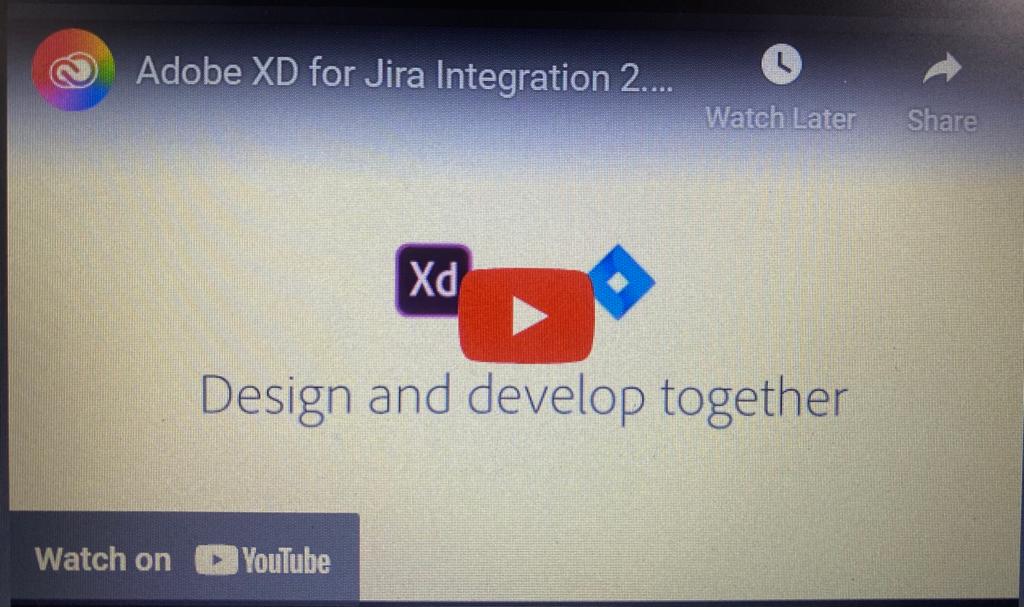 Adobe XD for Jira Integration 2....
Watch Later
Share
Xd
Design and develop together
Watch on YouTube